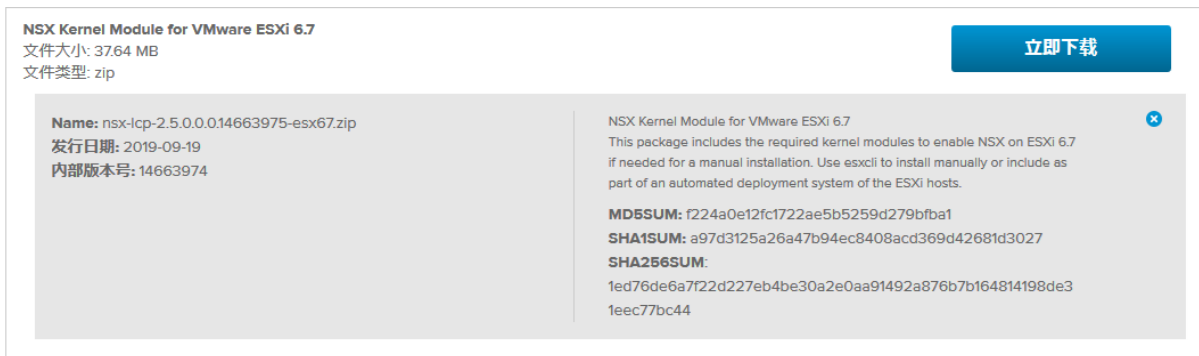 NSX Kernel Module for VMware ESXi 6.7
文件大小: 37.64 MB
文件类型: zip
立即下载
Name: nsx-lcp-2.5.0.0.0.14663975-esx67.zip
发行日期: 2019-09-19
内部版本号: 14663974
NSX Kernel Module for VMware ESXi 6.7
This package includes the required kernel modules to enable NSX on ESXi 6.7
if needed for a manual installation. Use esxcli to install manually or include as
part of an automated deployment system of the ESXi hosts.
MD5SUM: f224a0e12fc1722ae5b5259d279bfba1
SHA1SUM: a97d3125a26a47b94ec8408acd369d42681d3027
SHA256SUM:
1ed76de6a7f22d227eb4be30a2e0aa91492a876b7b164814198de3
1eec77bc44